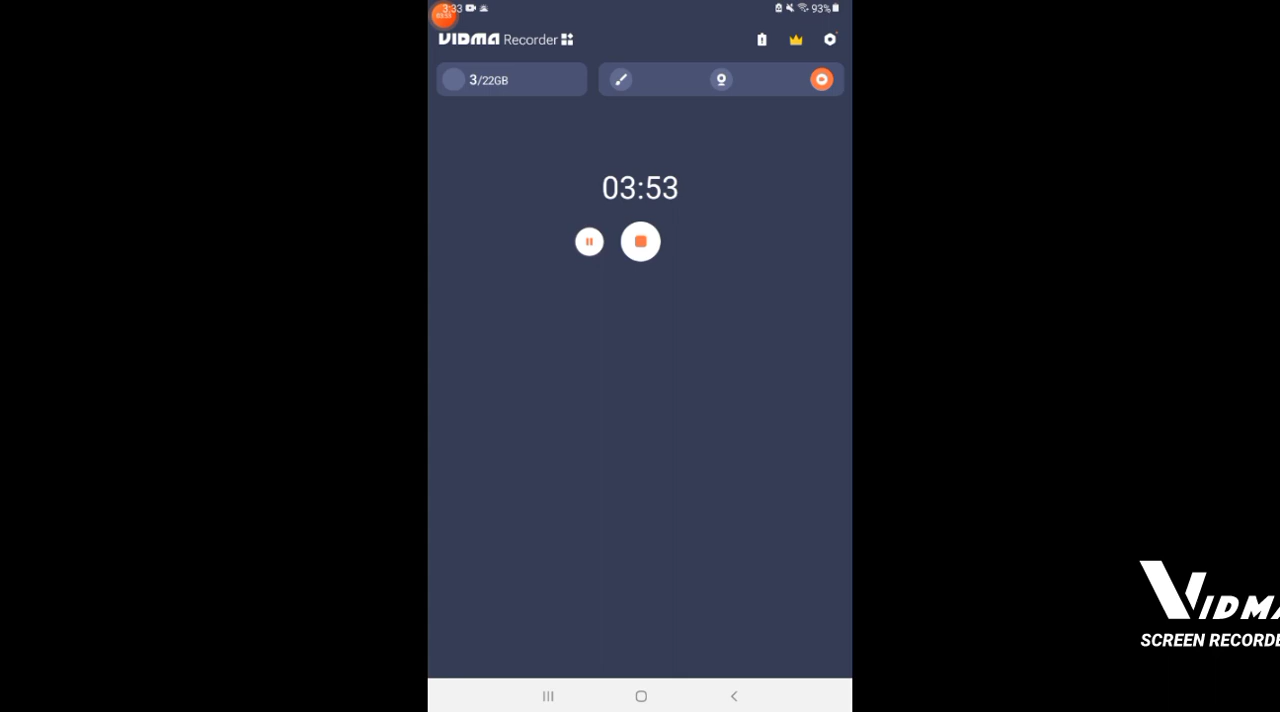 3:33
93%
VIDMA Recorder
3/22GB
03:53
VIDMA
SCREEN RECORDE